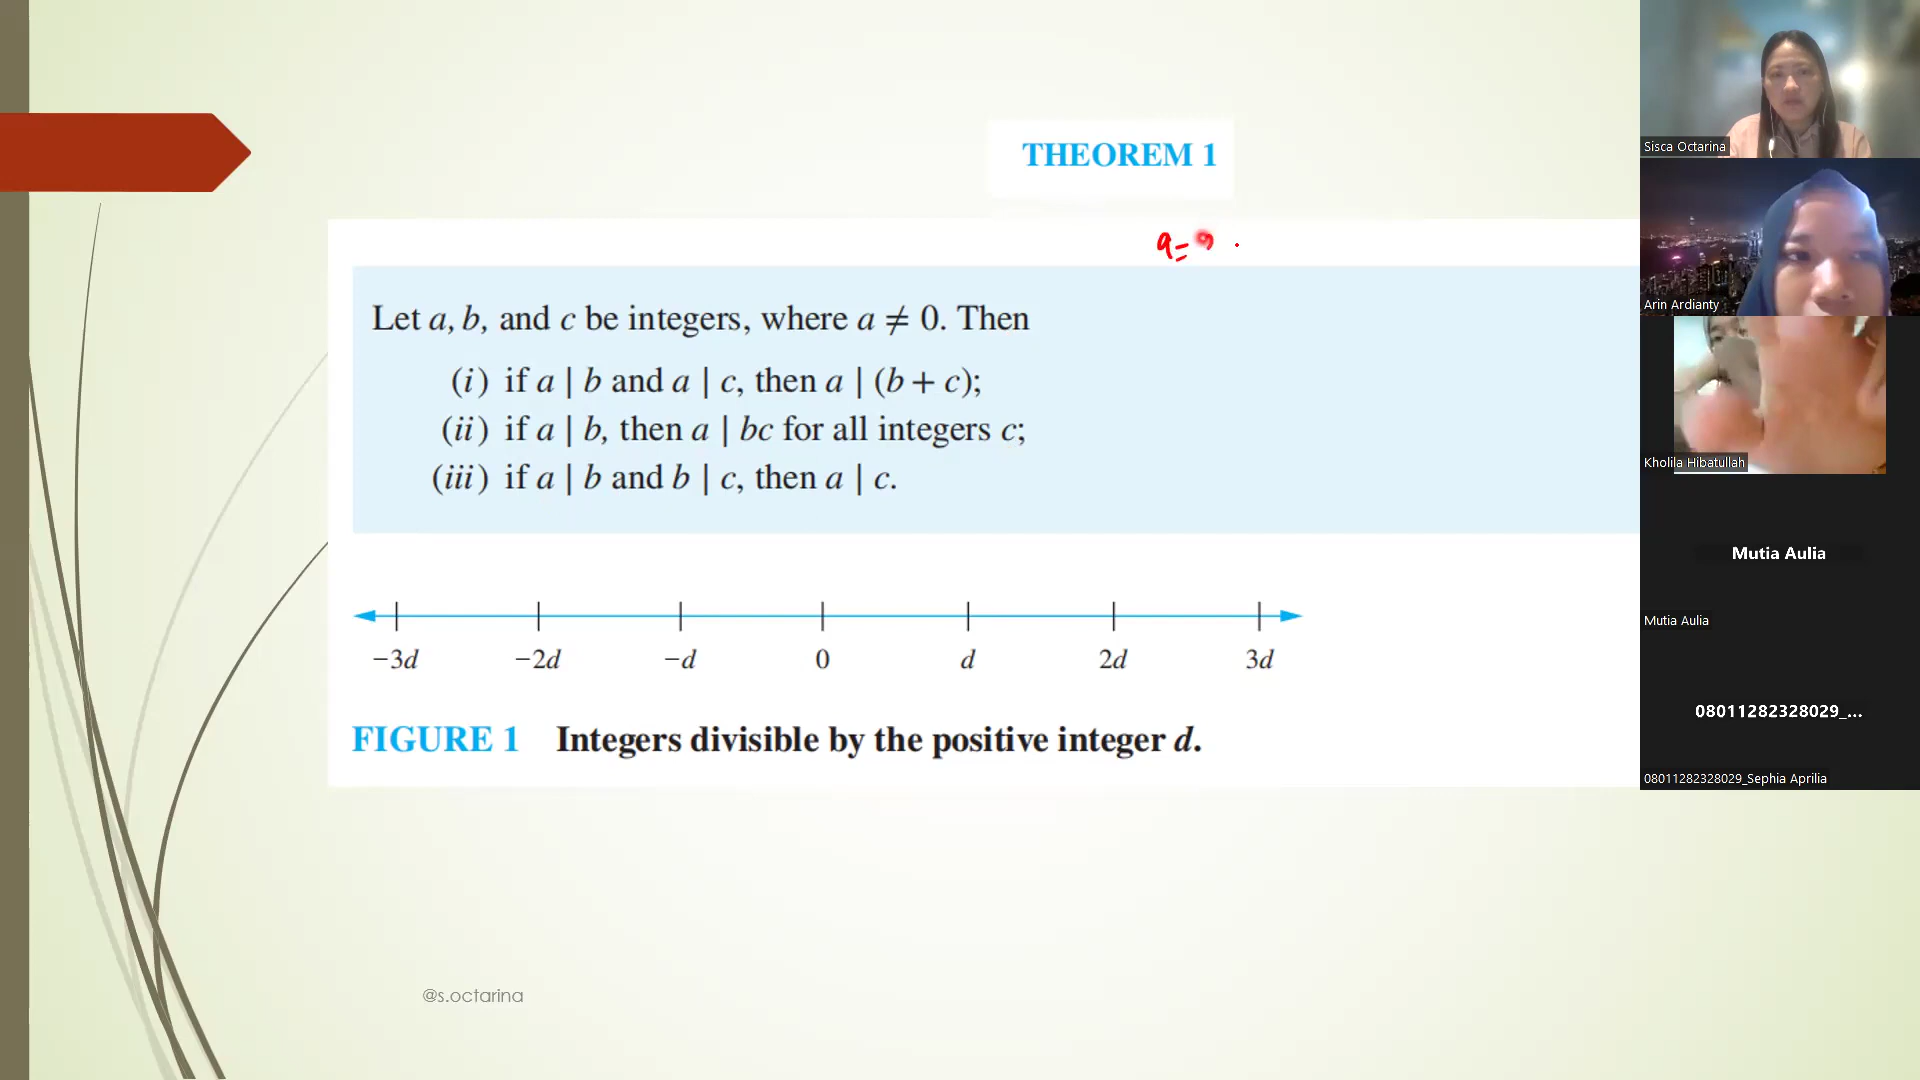 THEOREM 1
a=
Let a, b, and c be integers, where a ≠ 0. Then
(i) if a | b and a | c, then a | (b + c);
(ii) if a | b, then a | bc for all integers c;
(iii) if a | b and b | c, then a | c.
−3d −2d −d 0 d 2d 3d
FIGURE 1 Integers divisible by the positive integer d.
@s.octarina
Sisca Octarina
Arin Ardianty
Kholila Hibatullah
Mutia Aulia
Mutia Aulia
08011282328029_...
08011282328029_Sephia Aprilia